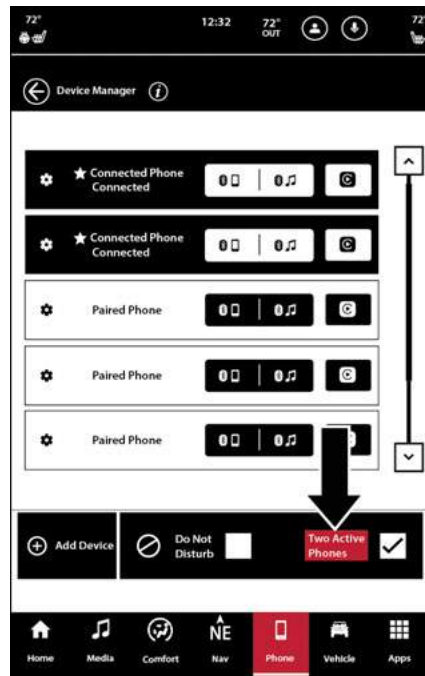 72°
12:32
72°
OUT
72°
Device Manager
Connected Phone
Connected
Connected Phone
Connected
Paired Phone
Paired Phone
Paired Phone
Add Device
Do Not
Disturb
Two Active
Phones
NE
Home
Media
Comfort
Nav
Phone
Vehicle
Apps